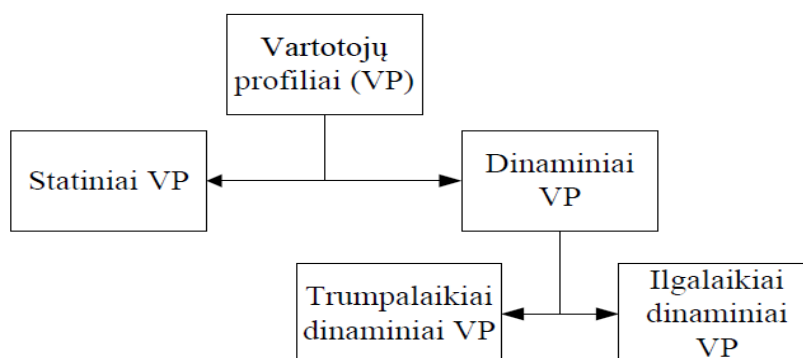 Vartotojų
profiliai (VP)
Statiniai VP
Dinaminiai
VP
Trumpalaikiai
dinaminiai VP
Ilgalaikiai
dinaminiai
VP